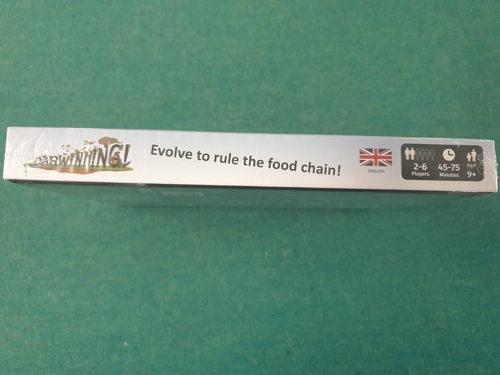 DARWINNING!
Evolve to rule the food chain!
ENGLISH
2-6
Players
45-75
Minutes
Age
9+